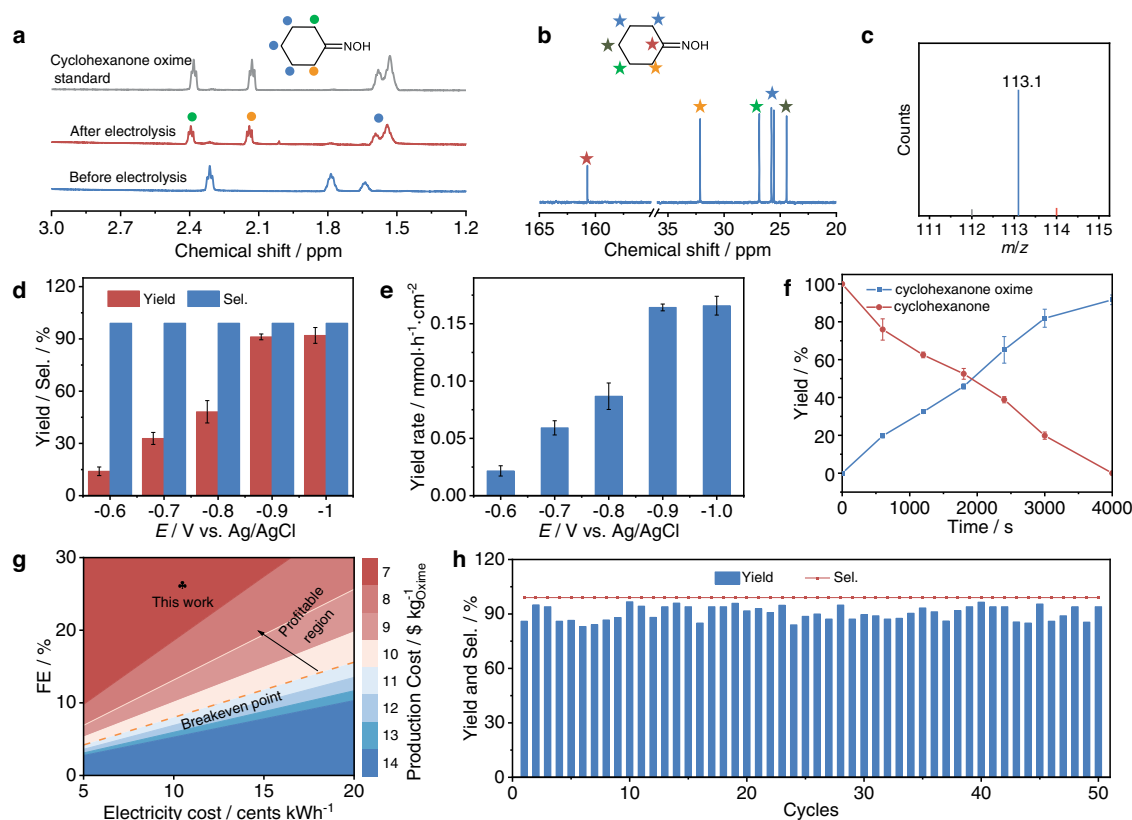 a
NOH
Cyclohexanone oxime
standard
After electrolysis
Before electrolysis
3.0 2.7 2.4 2.1 1.8 1.5 1.2
Chemical shift / ppm
b
NOH
165 160 35 30 25 20
Chemical shift / ppm
c
113.1
Counts
111 112 113 114 115
m/z
d
Yield Sel.
Yield / Sel. / %
120
90
60
30
0
-0.6 -0.7 -0.8 -0.9 -1
E / V vs. Ag/AgCl
e
Yield rate / mmol·h⁻¹·cm⁻²
0.15
0.10
0.05
0.00
-0.6 -0.7 -0.8 -0.9 -1.0
E / V vs. Ag/AgCl
f
cyclohexanone oxime
cyclohexanone
Yield / %
100
80
60
40
20
0
0 1000 2000 3000 4000
Time / s
g
This work
Profitable
region
Breakeven point
FE / %
30
20
10
0
5 10 15 20
Electricity cost / cents kWh⁻¹
7
8
9
10
11
12
13
14
Production Cost / $ kg⁻¹Oxime
h
Yield Sel.
Yield and Sel. / %
120
90
60
30
0
0 10 20 30 40 50
Cycles